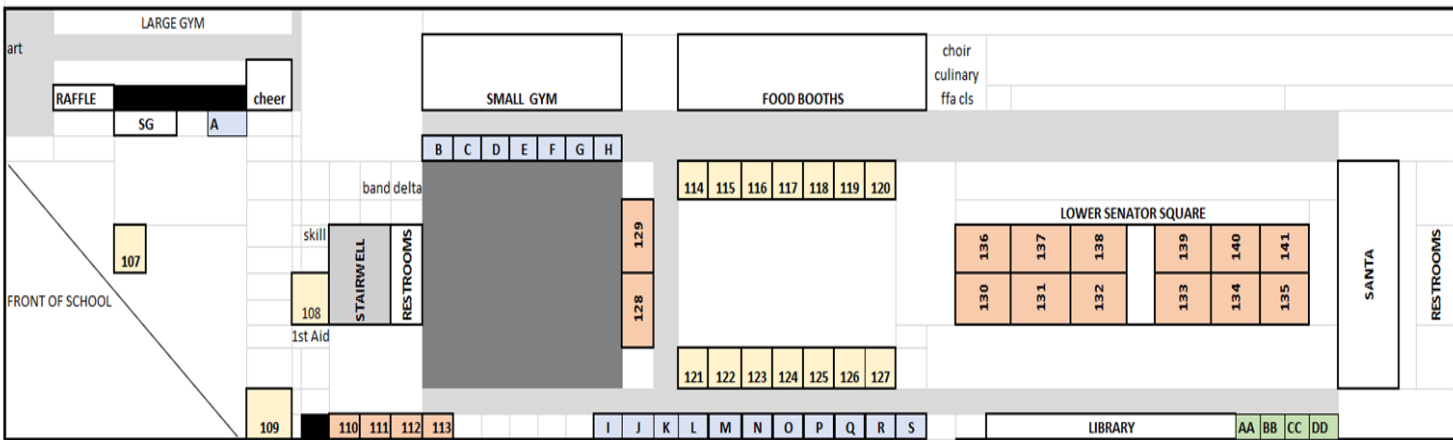 LARGE GYM
art
choir
culinary
RAFFLE
cheer
SMALL GYM
FOOD BOOTHS
ffa cls
SG
A
B C D E F G H
114 115 116 117 118 119 120
band delta
LOWER SENATOR SQUARE
129
skill
STAIRWELL
RESTROOMS
136 137 138 139 140 141
SANTA
RESTROOMS
107
FRONT OF SCHOOL
108
128
130 131 132 133 134 135
1st Aid
121 122 123 124 125 126 127
109
110 111 112 113
I J K L M N O P Q R S
LIBRARY
AA BB CC DD